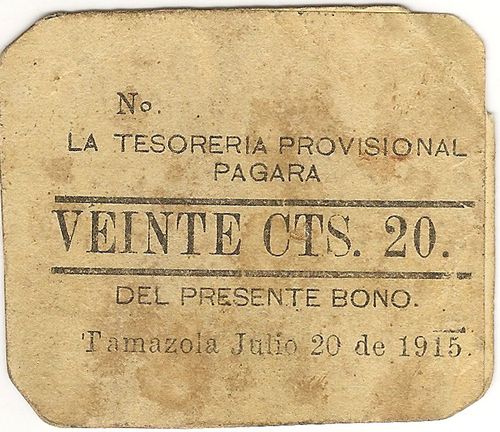 No.
LA TESORERIA PROVISIONAL
PAGARA
VEINTE CTS. 20.
DEL PRESENTE BONO.
Tamazola Julio 20 de 1915.